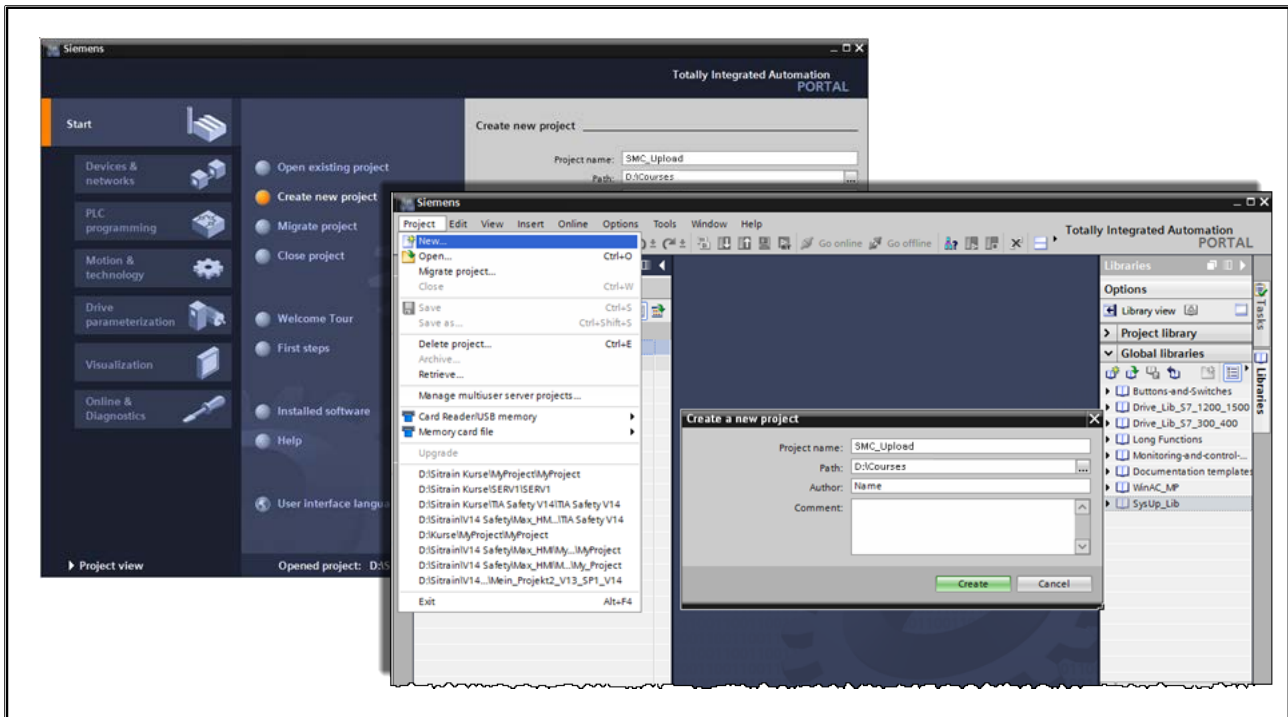 Siemens
Totally Integrated Automation
PORTAL
Start
Devices &
networks
PLC
programming
Motion &
technology
Drive
parameterization
Visualization
Online &
Diagnostics
Project view
Open existing project
Create new project
Migrate project
Close project
Welcome Tour
First steps
Installed software
Help
User interface
Opened project:
Create new project
Project name: SMC_Upload
Path: D:\Courses
...
Siemens
Project Edit View Insert Online Options Tools Window Help
Go online Go offline
Totally Integrated Automation
PORTAL
New...
Open... Ctrl+O
Migrate project...
Close Ctrl+W
Save Ctrl+S
Save as... Ctrl+Shift+S
Delete project... Ctrl+E
Archive...
Retrieve...
Manage multiuser server projects...
Card Reader/USB memory
Memory card file
Upgrade
D:\Sitrain Kurse\MyProject\MyProject
D:\Sitrain Kurse\SERV1\SERV1
D:\Sitrain Kurse\TIA Safety V14\TIA Safety V14
D:\Sitrain\V14 Safety\Max_HM...\TIA Safety V14
D:\Kurse\MyProject\MyProject
D:\Sitrain\V14 Safety\Max_HM\My...\MyProject
D:\Sitrain\V14 Safety\Max_HM\M...\My_Project
D:\Sitrain\V14...\Mein_Projekt2_V13_SP1_V14
Exit Alt+F4
Create a new project
Project name: SMC_Upload
Path: D:\Courses
...
Author: Name
Comment:
Create Cancel
Libraries
Options
Library view
Project library
Global libraries
Buttons-and-Switches
Drive_Lib_S7_1200_1500
Drive_Lib_S7_300_400
Long Functions
Monitoring-and-control-...
Documentation templates
WinAC_MP
SysUp_Lib
Tasks
Libraries